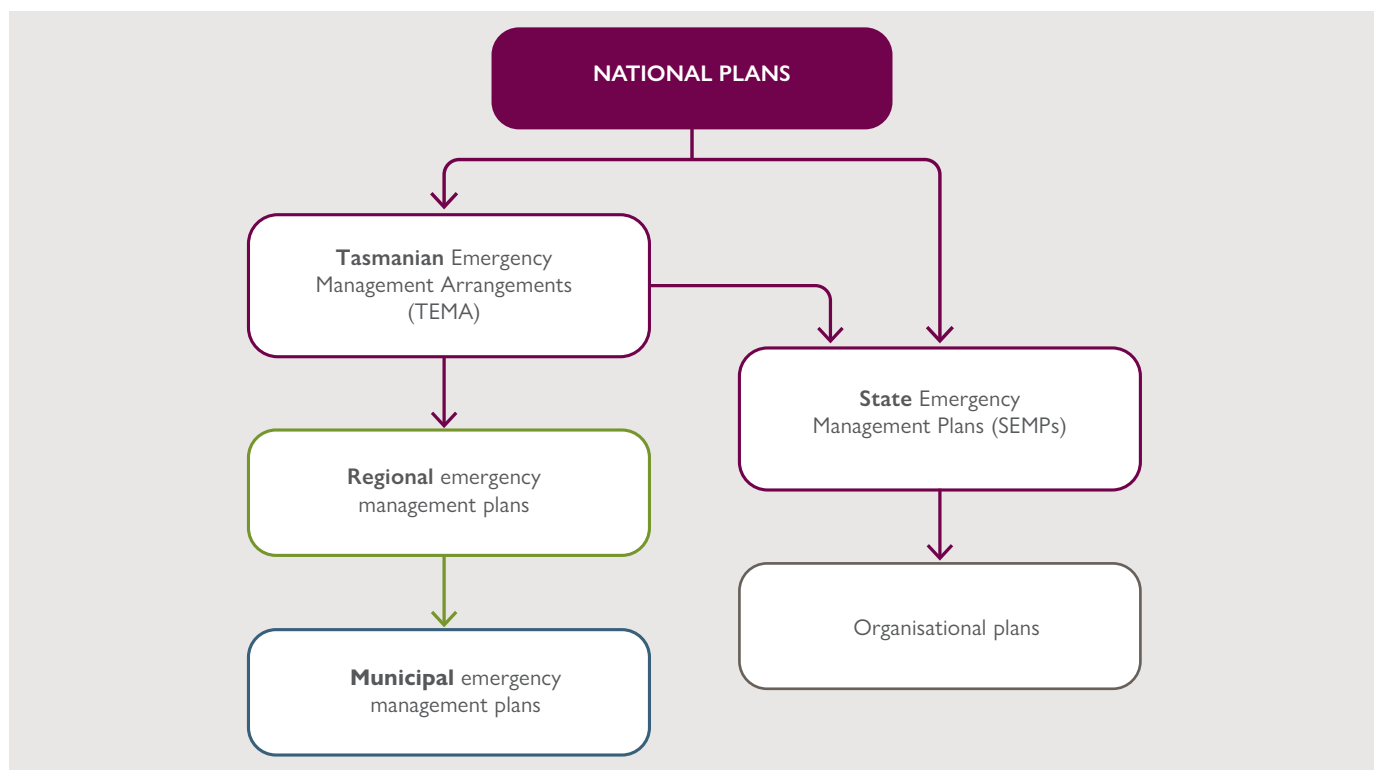 NATIONAL PLANS
Tasmanian Emergency
Management Arrangements
(TEMA)
State Emergency
Management Plans (SEMPs)
Regional emergency
management plans
Organisational plans
Municipal emergency
management plans